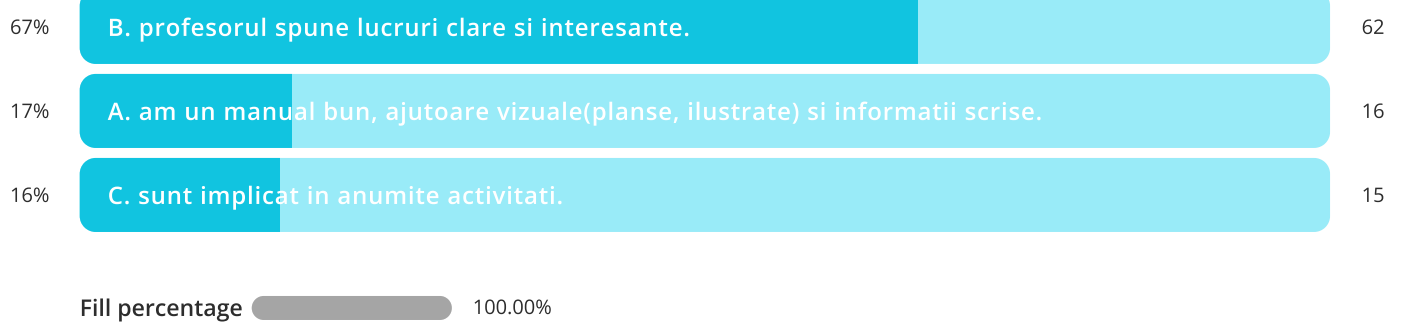 67% B. profesorul spune lucruri clare si interesante. 62
17% A. am un manual bun, ajutoare vizuale(planse, ilustrate) si informatii scrise. 16
16% C. sunt implicat in anumite activitati. 15
Fill percentage 100.00%